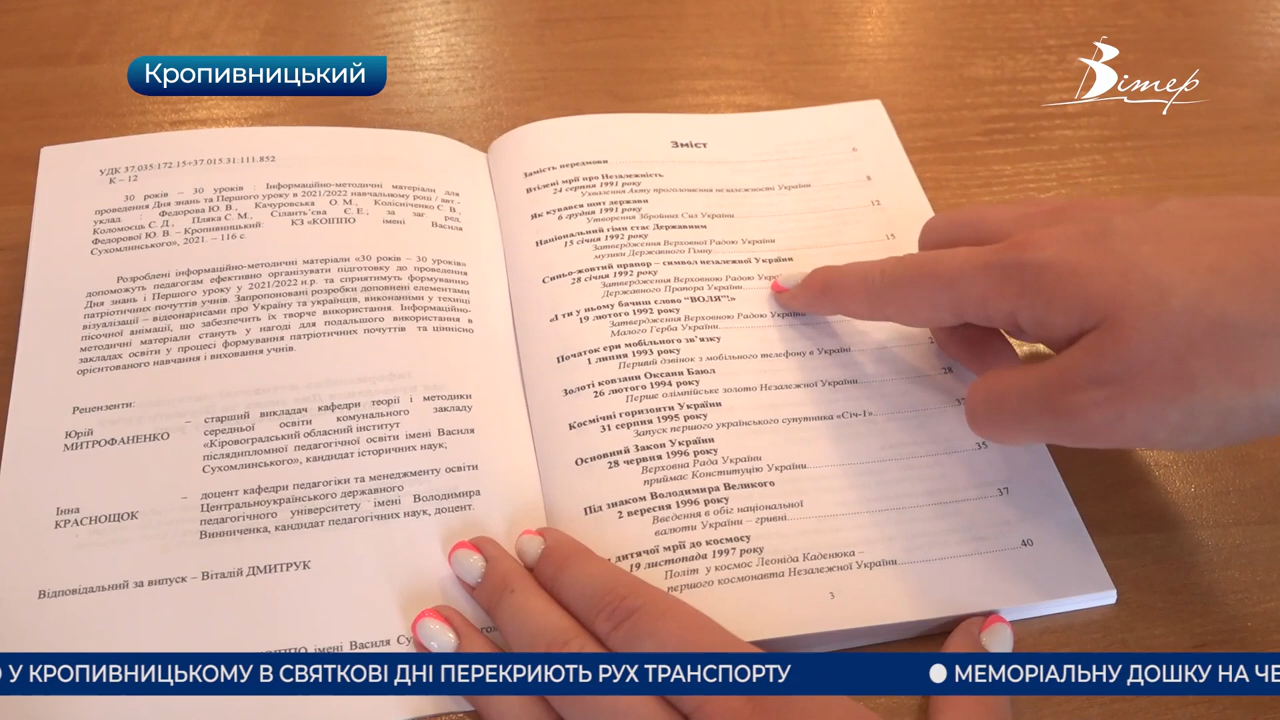 Кропивницький
Вітер
УДК 37.035:172.15+37.015.31:111.852
К – 12
30 років – 30 уроків : Інформаційно-методичні матеріали для
проведення Дня знань та Першого уроку в 2021/2022 навчальному році / авт.-
уклад. : Федорова Ю. В., Качуровська О. М., Колісніченко С. В.,
Коломоєць С. Д., Пляка С. М., Сілантьєва Є. Е., за заг. ред.
Федорової Ю. В. – Кропивницький: КЗ «КОІППО імені Василя
Сухомлинського», 2021. – 116 с.
Розроблені інформаційно-методичні матеріали «30 років – 30 уроків»
допоможуть педагогам ефективно організувати підготовку до проведення
Дня знань і Першого уроку у 2021/2022 н.р. та сприятимуть формуванню
патріотичних почуттів учнів. Запропоновані розробки доповнені елементами
візуалізації – відеонарисами про Україну та українців, виконаними у техніці
пісочної анімації, що забезпечить їх творче використання. Інформаційно-
методичні матеріали стануть у нагоді для подальшого використання в
закладах освіти у процесі формування патріотичних почуттів та ціннісно
орієнтованого навчання і виховання учнів.
Рецензенти:
Юрій
МИТРОФАНЕНКО
– старший викладач кафедри теорії і методики
середньої освіти комунального закладу
«Кіровоградський обласний інститут
післядипломної педагогічної освіти імені Василя
Сухомлинського», кандидат історичних наук;
Інна
КРАСНОЩОК
– доцент кафедри педагогіки та менеджменту освіти
Центральноукраїнського державного
педагогічного університету імені Володимира
Винниченка, кандидат педагогічних наук, доцент.
Відповідальний за випуск – Віталій ДМИТРУК
імені Василя
Зміст
Замість передмови 6
Втілені мрії про Незалежність
24 серпня 1991 року
Ухвалення Акту проголошення незалежности України 8
Як кувався щит держави
6 грудня 1991 року
Утворення Збройних Сил України 12
Національний гімн стає Державним
15 січня 1992 року
Затвердження Верховної Радою України
музики Державного Гімну 15
Синьо-жовтий прапор – символ незалежної України
28 січня 1992 року
Затвердження Верховною Радою
Державного Прапора України
«І ти у ньому бачиш слово “ВОЛЯ”!»
19 лютого 1992 року
Затвердження Верховною Радою України
Малого Герба України
Початок ери мобільного зв’язку
1 липня 1993 року
Перший дзвінок з мобільного телефону в Україні
Золоті ковзани Оксани Баюл
26 лютого 1994 року
Перше олімпійське золото Незалежної України 28
Космічні горизонти України
31 серпня 1995 року
Запуск першого українського супутника «Січ-1»
Основний Закон України
28 червня 1996 року
Верховна Рада України
приймає Конституцію України 35
Під знаком Володимира Великого
2 вересня 1996 року
Введення в обіг національної
валюти України – гривні 37
дитячої мрії до космосу
19 листопада 1997 року
Політ у космос Леоніда Каденюка –
першого космонавта Незалежної України 40
3
У КРОПИВНИЦЬКОМУ В СВЯТКОВІ ДНІ ПЕРЕКРИЮТЬ РУХ ТРАНСПОРТУ
МЕМОРІАЛЬНУ ДОШКУ НА ЧЕ